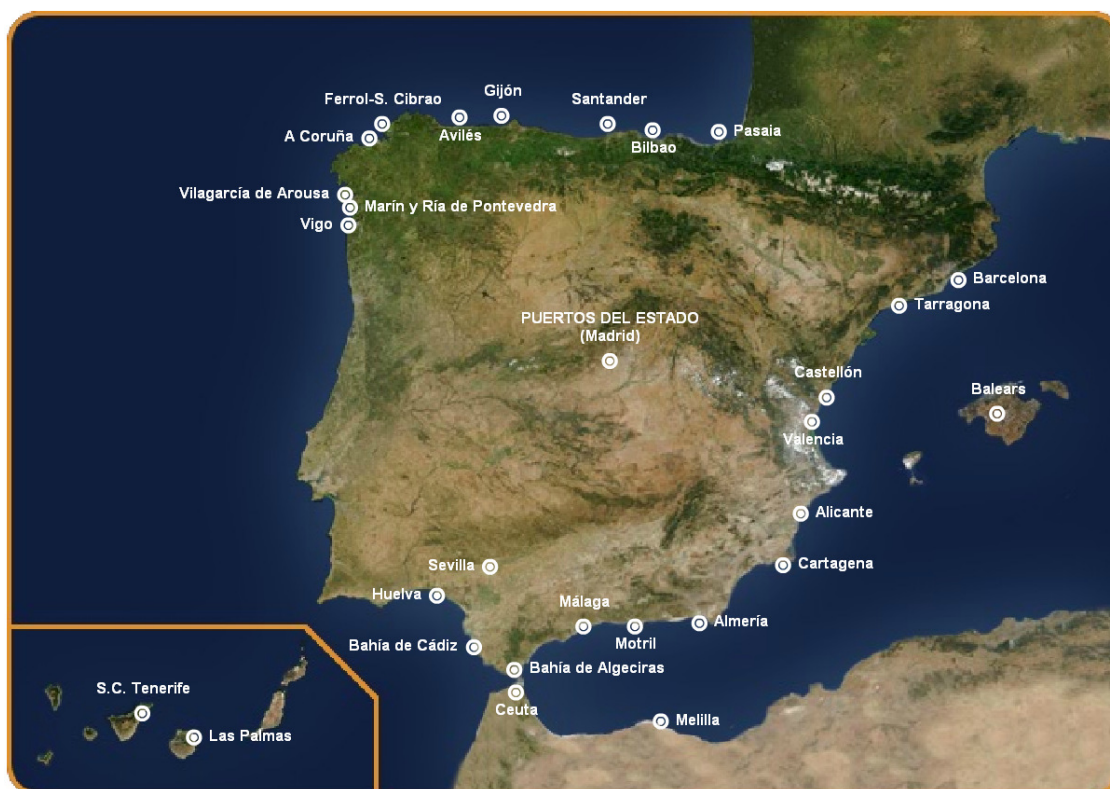 Gijón
Ferrol-S. Cibrao
Santander
A Coruña
Avilés
Bilbao
Pasaia
Vilagarcía de Arousa
Marín y Ría de Pontevedra
Vigo
Barcelona
Tarragona
PUERTOS DEL ESTADO
(Madrid)
Castellón
Balears
Valencia
Alicante
Sevilla
Cartagena
Huelva
Málaga
Almería
Motril
Bahía de Cádiz
Bahía de Algeciras
S.C. Tenerife
Ceuta
Melilla
Las Palmas